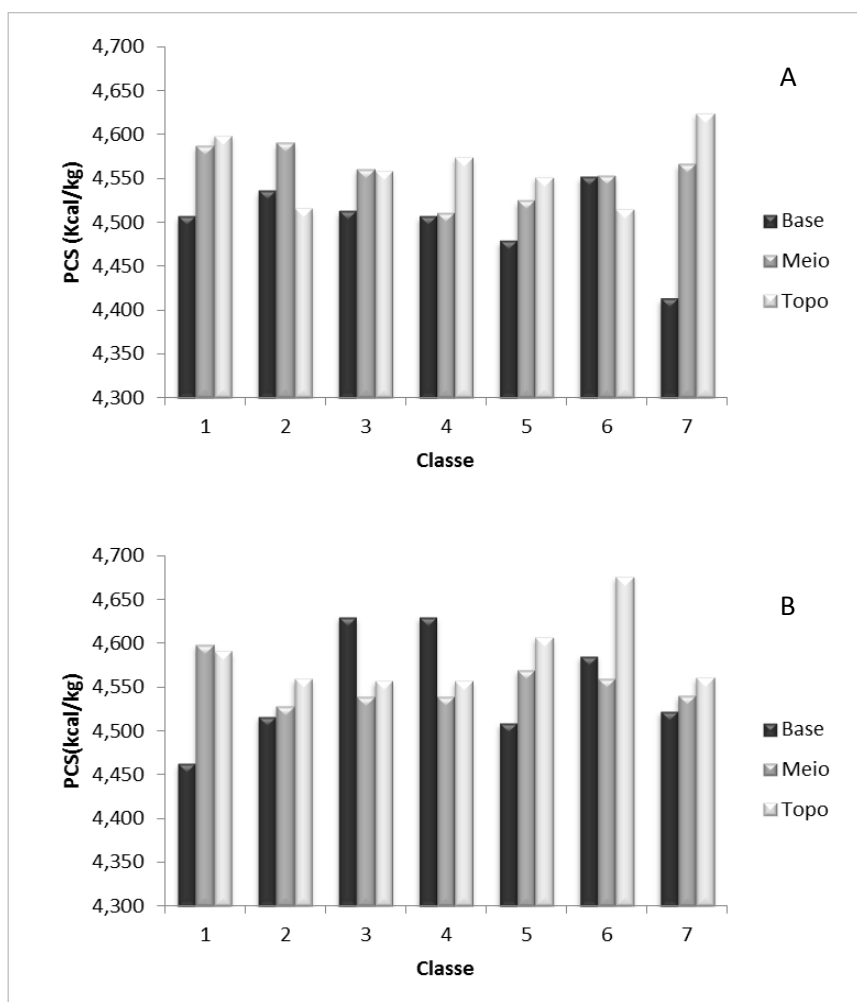 A
PCS (Kcal/kg)
4,700
4,650
4,600
4,550
4,500
4,450
4,400
4,350
4,300
1 2 3 4 5 6 7
Classe
Base
Meio
Topo
B
PCS(kcal/kg)
4,700
4,650
4,600
4,550
4,500
4,450
4,400
4,350
4,300
1 2 3 4 5 6 7
Classe
Base
Meio
Topo